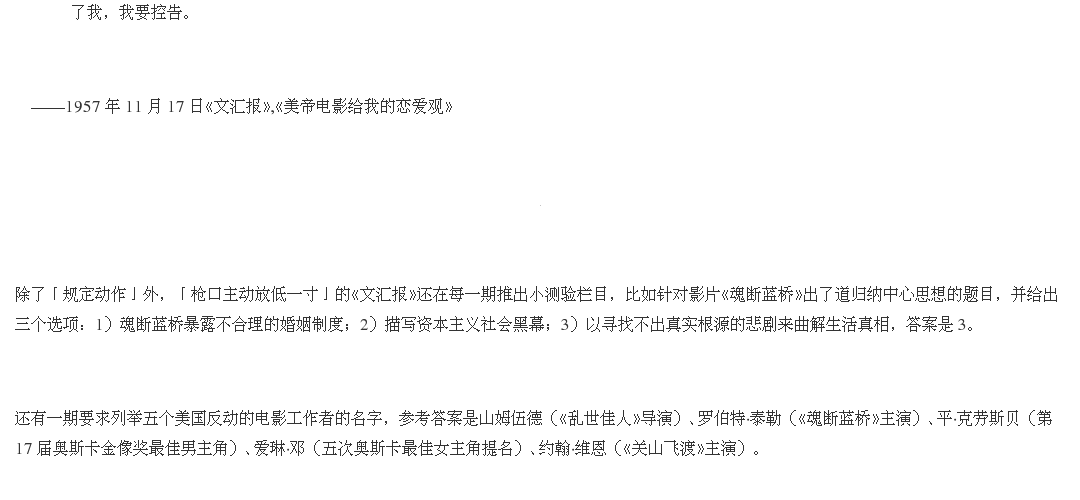 了我，我要控告。
——1957 年 11 月 17 日《文汇报》,《美帝电影给我的恋爱观》
除了「规定动作」外，「枪口主动放低一寸」的《文汇报》还在每一期推出小测验栏目，比如针对影片《魂断蓝桥》出了道归纳中心思想的题目，并给出
三个选项：1）魂断蓝桥暴露不合理的婚姻制度；2）描写资本主义社会黑幕；3）以寻找不出真实根源的悲剧来曲解生活真相，答案是 3。
还有一期要求列举五个美国反动的电影工作者的名字，参考答案是山姆伍德（《乱世佳人》导演）、罗伯特·泰勒（《魂断蓝桥》主演）、平·克劳斯贝（第
17 届奥斯卡金像奖最佳男主角）、爱琳·邓（五次奥斯卡最佳女主角提名）、约翰·维恩（《关山飞渡》主演）。